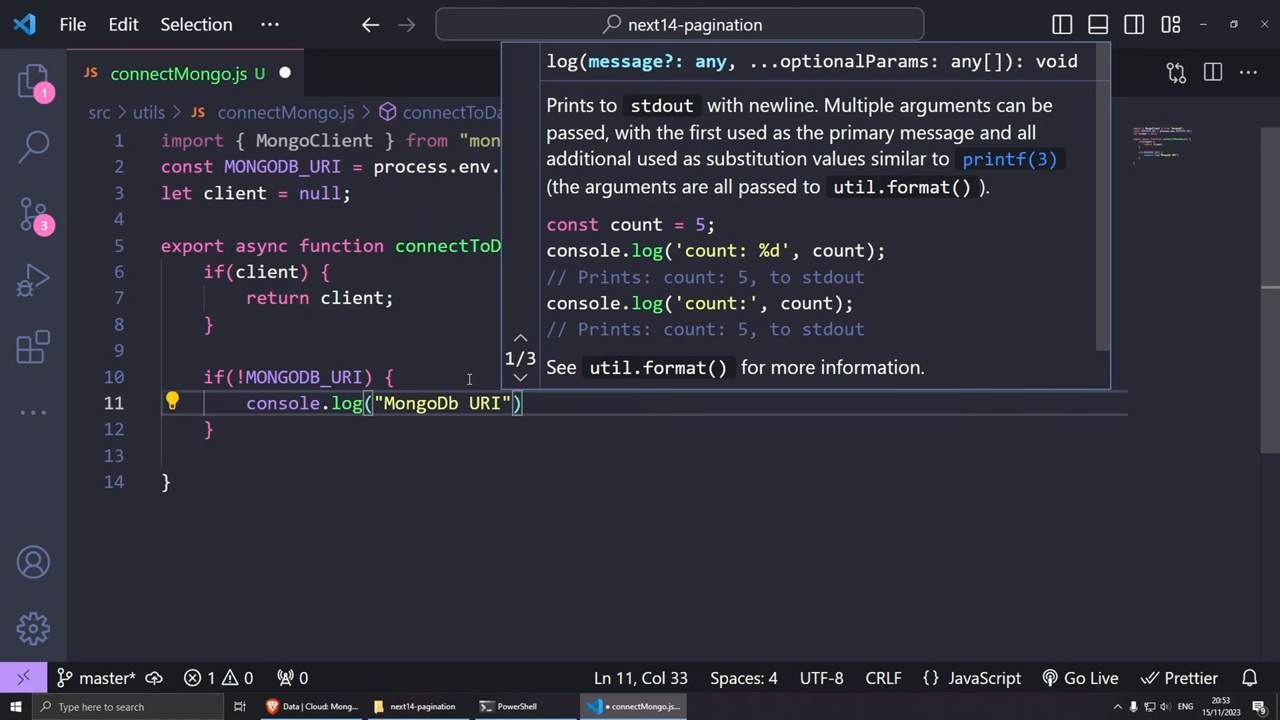 File Edit Selection ... next14-pagination
JS connectMongo.js U
src > utils > JS connectMongo.js > connectToDa
1 import { MongoClient } from "mon
2 const MONGODB_URI = process.env.
3 let client = null;
4
5 export async function connectToD
6 if(client) {
7 return client;
8 }
9
10 if(!MONGODB_URI) {
11 console.log("MongoDb URI")
12 }
13
14 }
log(message?: any, ...optionalParams: any[]): void
Prints to stdout with newline. Multiple arguments can be
passed, with the first used as the primary message and all
additional used as substitution values similar to printf(3)
(the arguments are all passed to util.format()).
const count = 5;
console.log('count: %d', count);
// Prints: count: 5, to stdout
console.log('count:', count);
// Prints: count: 5, to stdout
1/3
See util.format() for more information.
1
3
master* 1 0 0 Ln 11, Col 33 Spaces: 4 UTF-8 CRLF {} JavaScript Go Live Prettier
Type here to search Data | Cloud: Mong... next14-pagination PowerShell • connectMongo.js... 20:53
15/11/2023 9